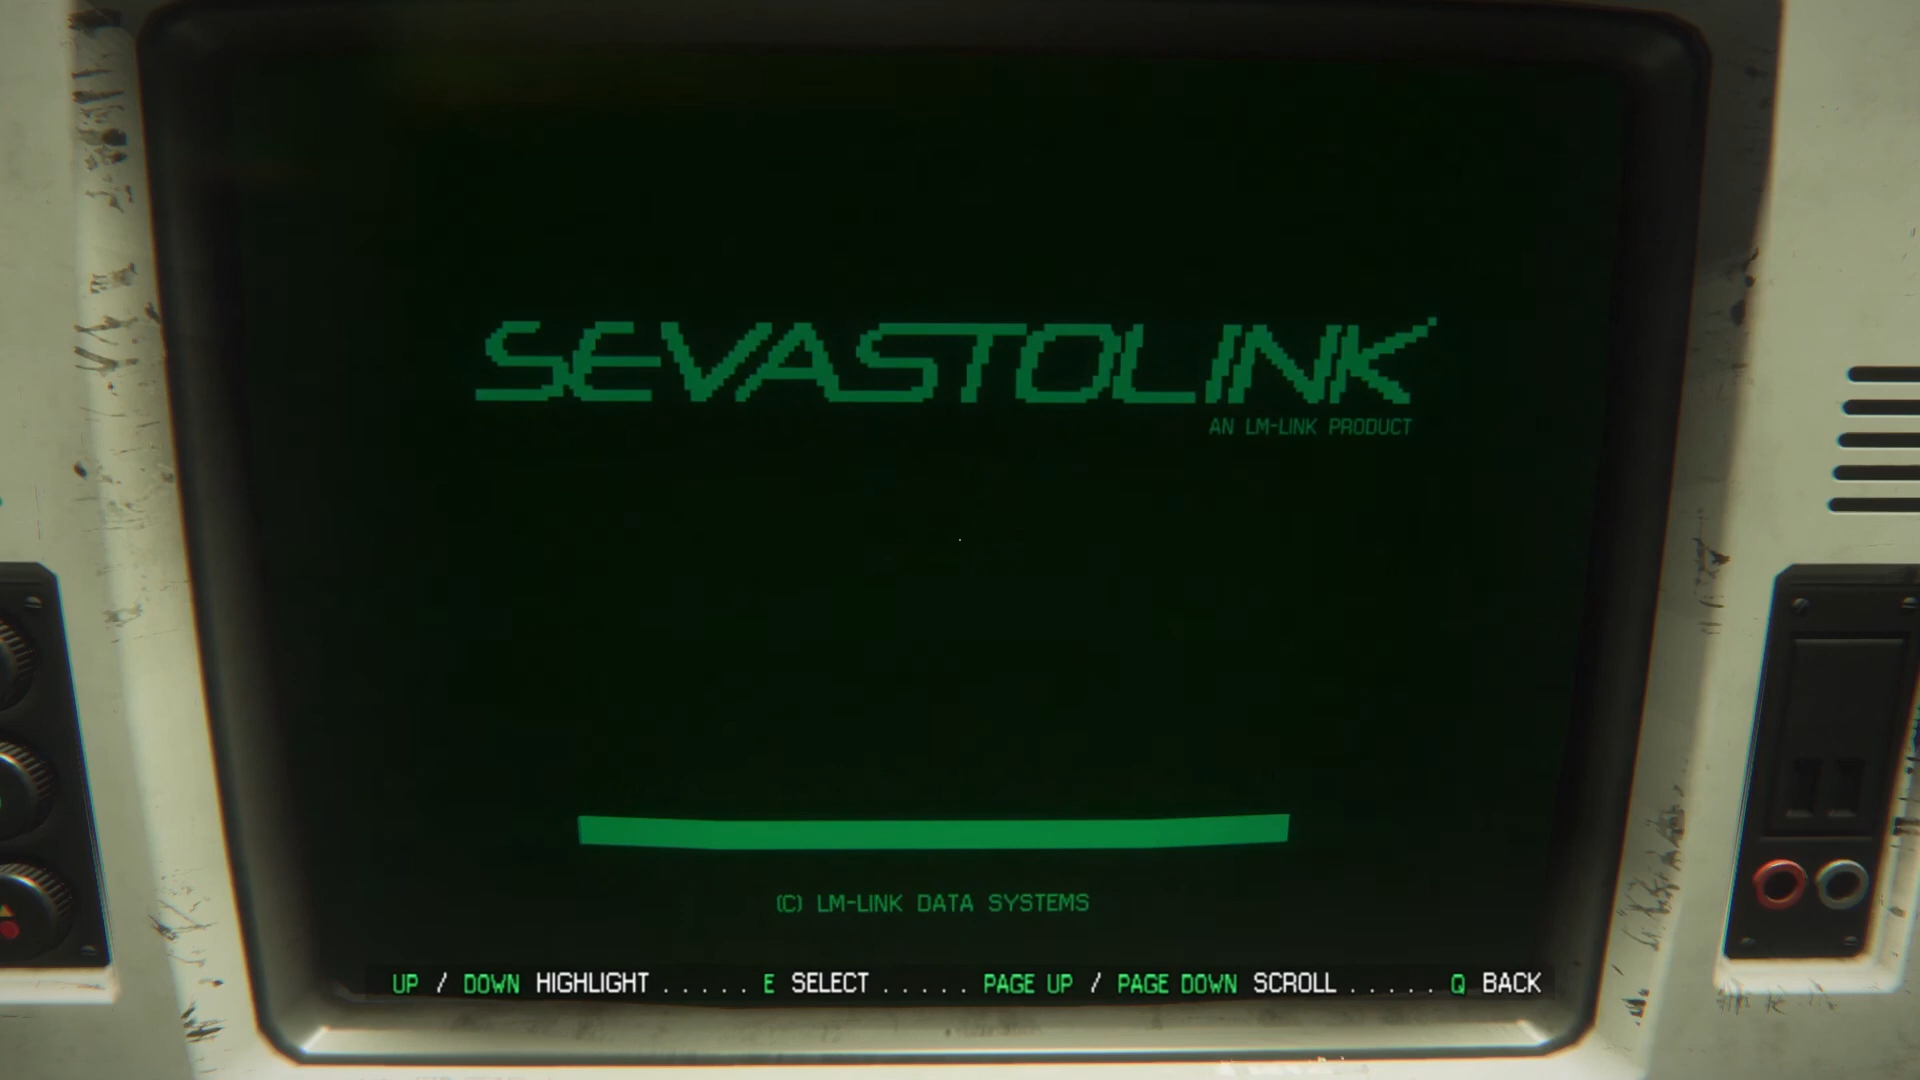 SEVASTOLINK
AN LM-LINK PRODUCT
(C) LM-LINK DATA SYSTEMS
UP / DOWN HIGHLIGHT ..... E SELECT ..... PAGE UP / PAGE DOWN SCROLL ..... Q BACK